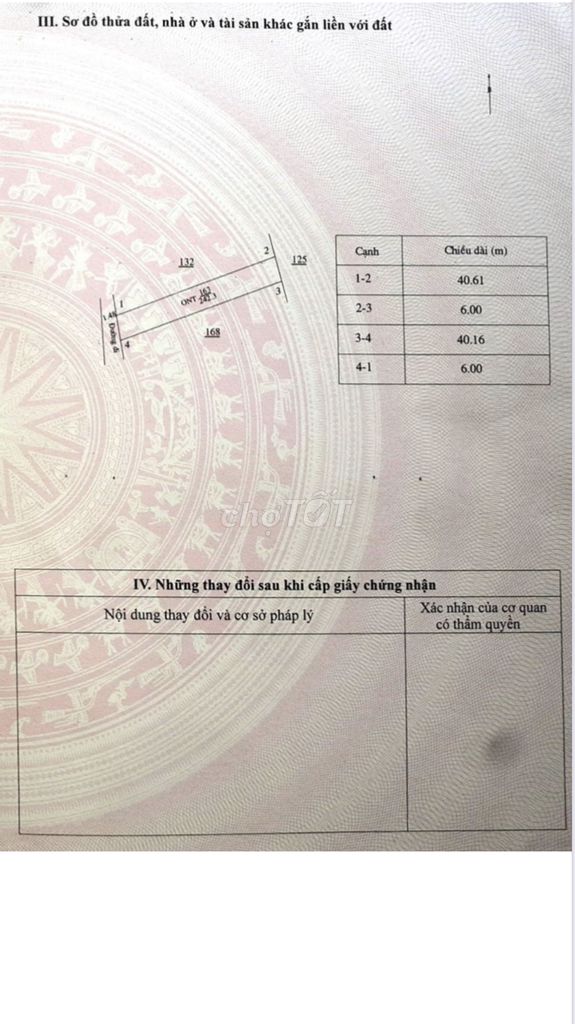 III. Sơ đồ thửa đất, nhà ở và tài sản khác gắn liền với đất
132
2
125
1
ONT 163
241.3
3
1.48
Đường đi
4
168
Cạnh Chiều dài (m)
1-2 40.61
2-3 6.00
3-4 40.16
4-1 6.00
chợTỐT
IV. Những thay đổi sau khi cấp giấy chứng nhận
Nội dung thay đổi và cơ sở pháp lý
Xác nhận của cơ quan
có thẩm quyền